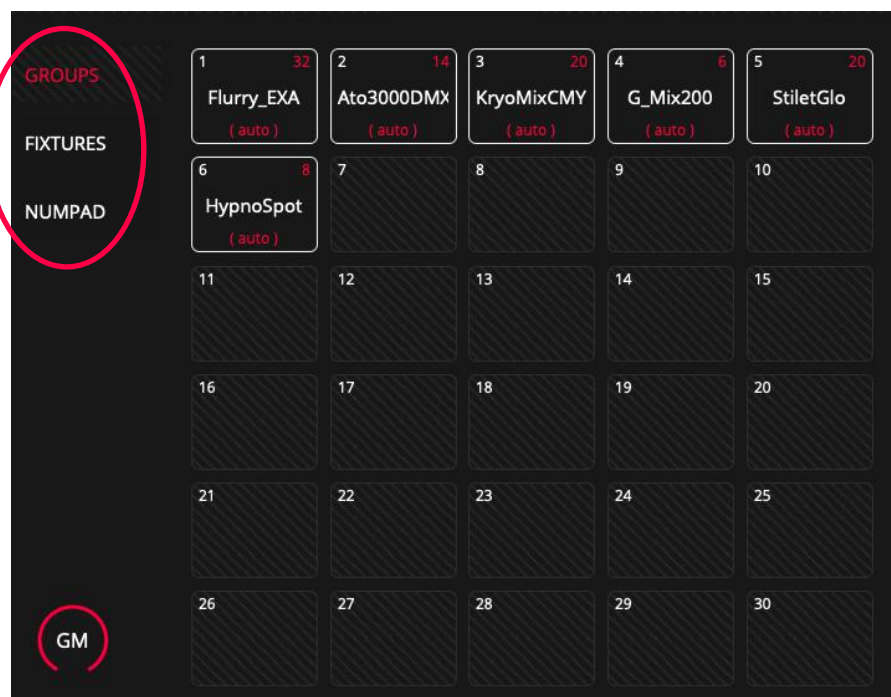 GROUPS
FIXTURES
NUMPAD
GM
1 32
Flurry_EXA
( auto )
2 14
Ato3000DMX
( auto )
3 20
KryoMixCMY
( auto )
4 6
G_Mix200
( auto )
5 20
StiletGlo
( auto )
6 8
HypnoSpot
( auto )
7
8
9
10
11
12
13
14
15
16
17
18
19
20
21
22
23
24
25
26
27
28
29
30